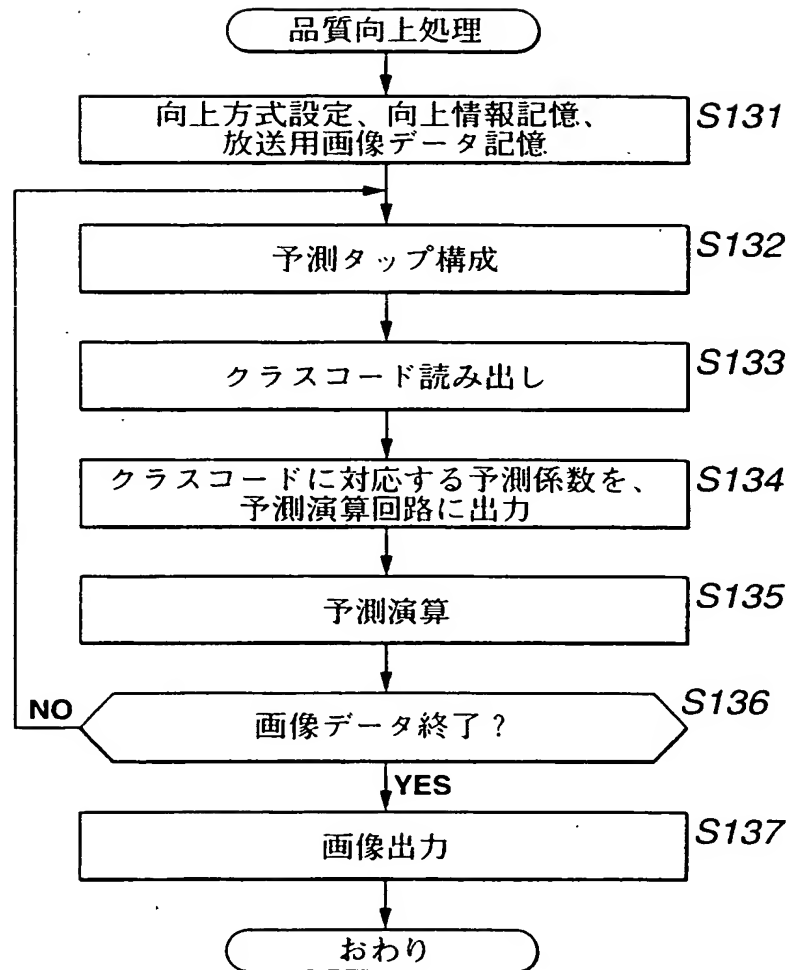 品質向上処理
向上方式設定、向上情報記憶、
放送用画像データ記憶
S131
予測タップ構成
S132
クラスコード読み出し
S133
クラスコードに対応する予測係数を、
予測演算回路に出力
S134
予測演算
S135
画像データ終了?
S136
NO
YES
画像出力
S137
おわり